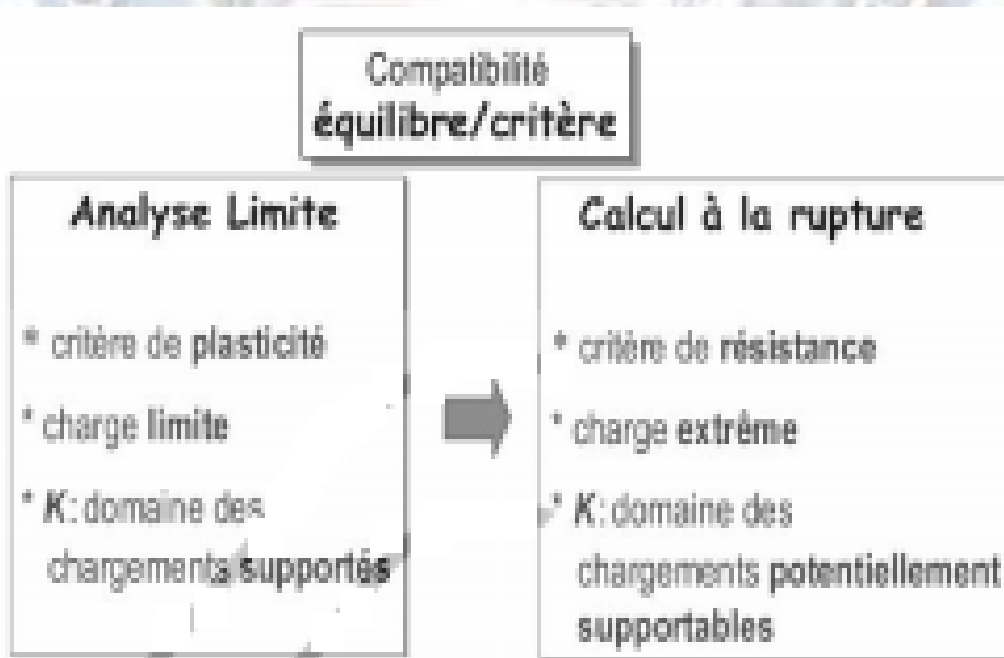 Compatibilité
équilibre/critère
Analyse Limite
* critère de plasticité
* charge limite
* K: domaine des
chargements supportés
Calcul à la rupture
* critère de résistance
* charge extrême
* K: domaine des
chargements potentiellement
supportables